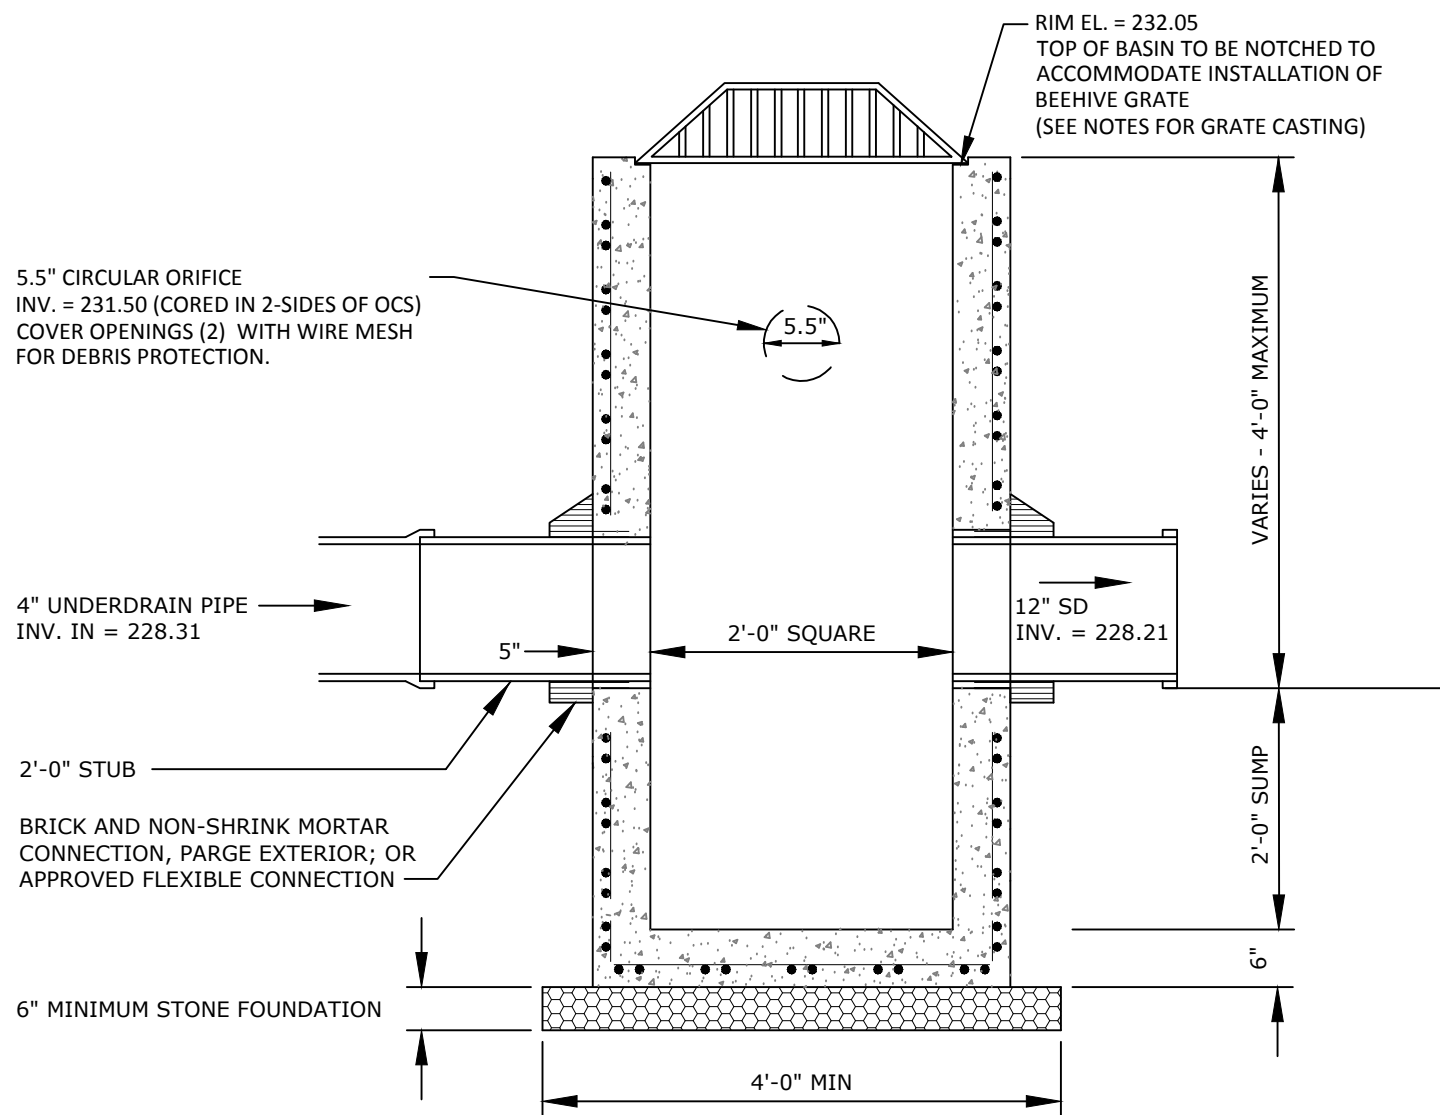 RIM EL. = 232.05
TOP OF BASIN TO BE NOTCHED TO
ACCOMMODATE INSTALLATION OF
BEEHIVE GRATE
(SEE NOTES FOR GRATE CASTING)
5.5" CIRCULAR ORIFICE
INV. = 231.50 (CORED IN 2-SIDES OF OCS)
COVER OPENINGS (2) WITH WIRE MESH
FOR DEBRIS PROTECTION.
5.5"
VARIES - 4'-0" MAXIMUM
4" UNDERDRAIN PIPE
INV. IN = 228.31
5"
2'-0" SQUARE
12" SD
INV. = 228.21
2'-0" STUB
BRICK AND NON-SHRINK MORTAR
CONNECTION, PARGE EXTERIOR; OR
APPROVED FLEXIBLE CONNECTION
2'-0" SUMP
6"
6" MINIMUM STONE FOUNDATION
4'-0" MIN